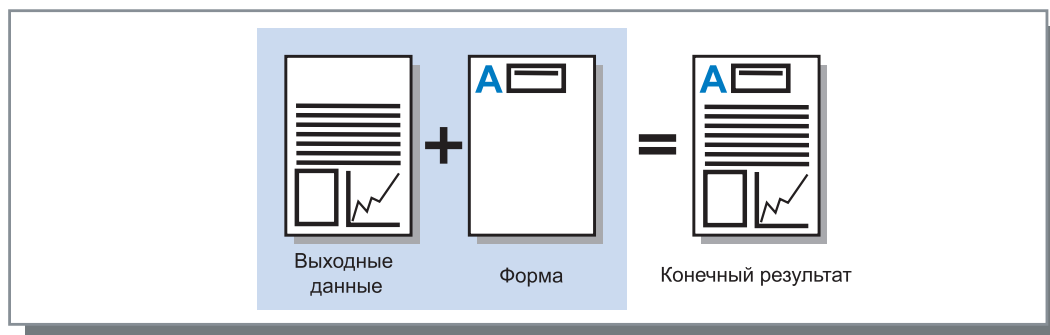 A
A
Выходные
данные
Форма
Конечный результат